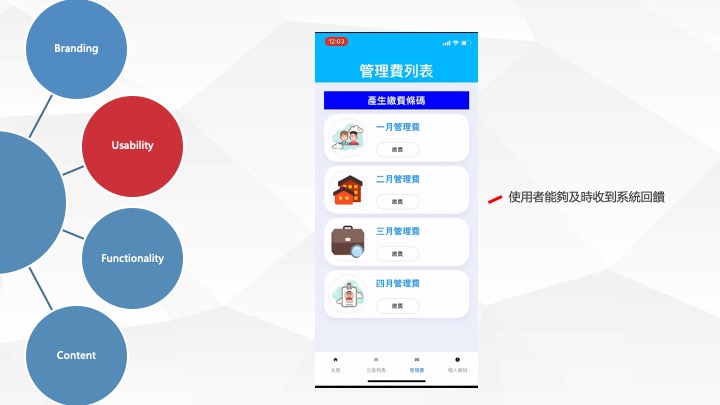 Branding
Usability
Functionality
Content
12:03
管理費列表
產生繳費條碼
一月管理費
繳費
二月管理費
繳費
三月管理費
繳費
四月管理費
繳費
主頁
公告列表
管理費
個人資料
使用者能夠及時收到系統回饋